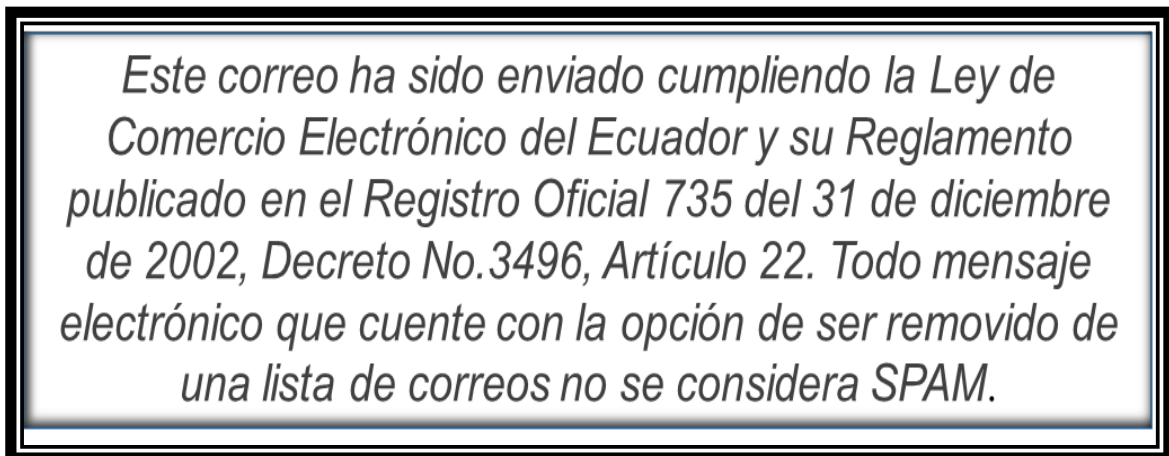 Este correo ha sido enviado cumpliendo la Ley de
Comercio Electrónico del Ecuador y su Reglamento
publicado en el Registro Oficial 735 del 31 de diciembre
de 2002, Decreto No.3496, Artículo 22. Todo mensaje
electrónico que cuente con la opción de ser removido de
una lista de correos no se considera SPAM.